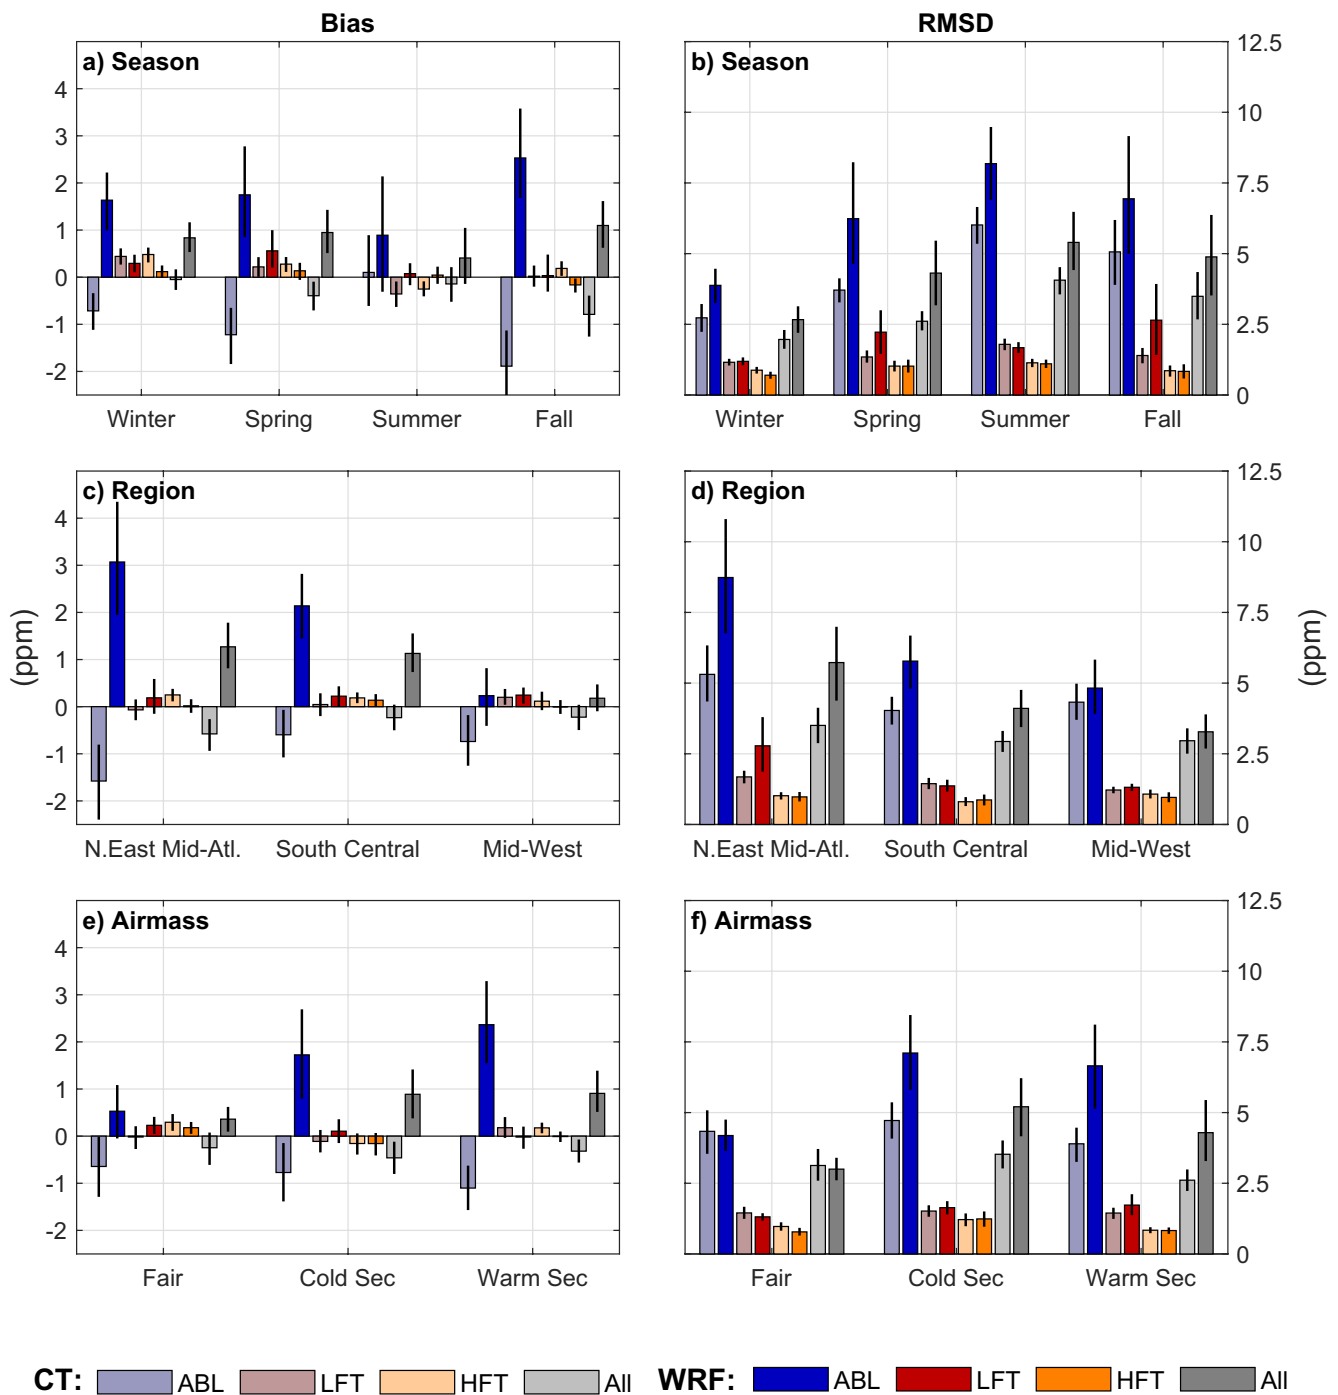 Bias
RMSD
a) Season
b) Season
4
3
2
1
0
-1
-2
12.5
10
7.5
5
2.5
0
Winter Spring Summer Fall
Winter Spring Summer Fall
c) Region
d) Region
4
3
2
1
0
-1
-2
(ppm)
12.5
10
7.5
5
2.5
0
(ppm)
N.East Mid-Atl. South Central Mid-West
N.East Mid-Atl. South Central Mid-West
e) Airmass
f) Airmass
4
3
2
1
0
-1
-2
12.5
10
7.5
5
2.5
0
Fair Cold Sec Warm Sec
Fair Cold Sec Warm Sec
CT: ABL LFT HFT All
WRF: ABL LFT HFT All